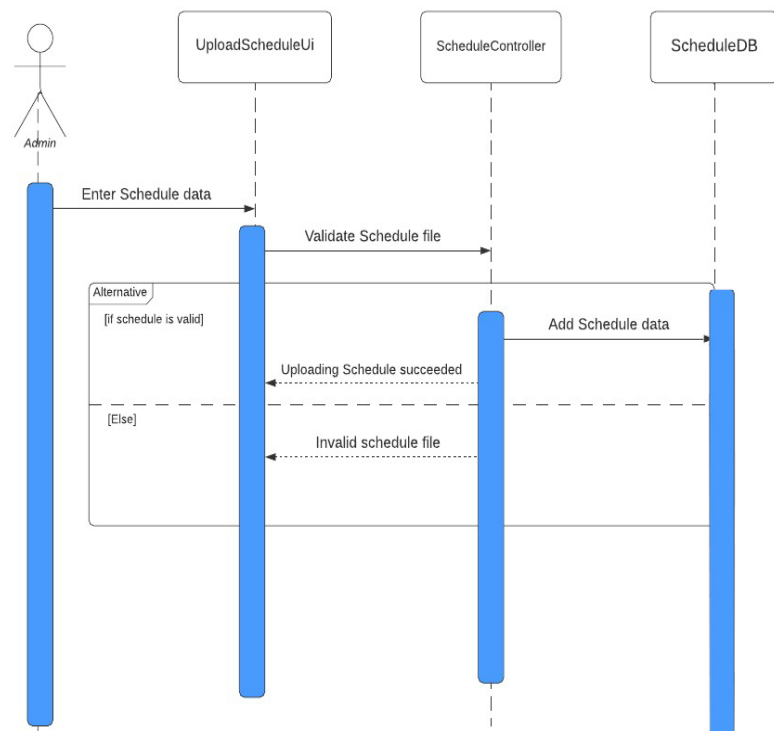 UploadScheduleUi
ScheduleController
ScheduleDB
Admin
Enter Schedule data
Validate Schedule file
Alternative
[if schedule is valid]
Add Schedule data
Uploading Schedule succeeded
[Else]
Invalid schedule file